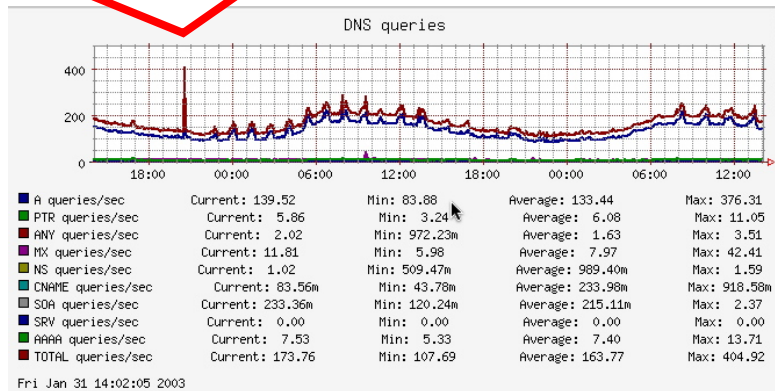 DNS queries
400
200
0
18:00 00:00 06:00 12:00 18:00 00:00 06:00 12:00
A queries/sec Current: 139.52 Min: 83.88 Average: 133.44 Max: 376.31
PTR queries/sec Current: 5.86 Min: 3.24 Average: 6.08 Max: 11.05
ANY queries/sec Current: 2.02 Min: 972.23m Average: 1.63 Max: 3.51
MX queries/sec Current: 11.81 Min: 5.98 Average: 7.97 Max: 42.41
NS queries/sec Current: 1.02 Min: 509.47m Average: 989.40m Max: 1.59
CNAME queries/sec Current: 83.56m Min: 43.78m Average: 233.98m Max: 918.58m
SOA queries/sec Current: 233.36m Min: 120.24m Average: 215.11m Max: 2.37
SRV queries/sec Current: 0.00 Min: 0.00 Average: 0.00 Max: 0.00
AAAA queries/sec Current: 7.53 Min: 5.33 Average: 7.40 Max: 13.71
TOTAL queries/sec Current: 173.76 Min: 107.69 Average: 163.77 Max: 404.92
Fri Jan 31 14:02:05 2003